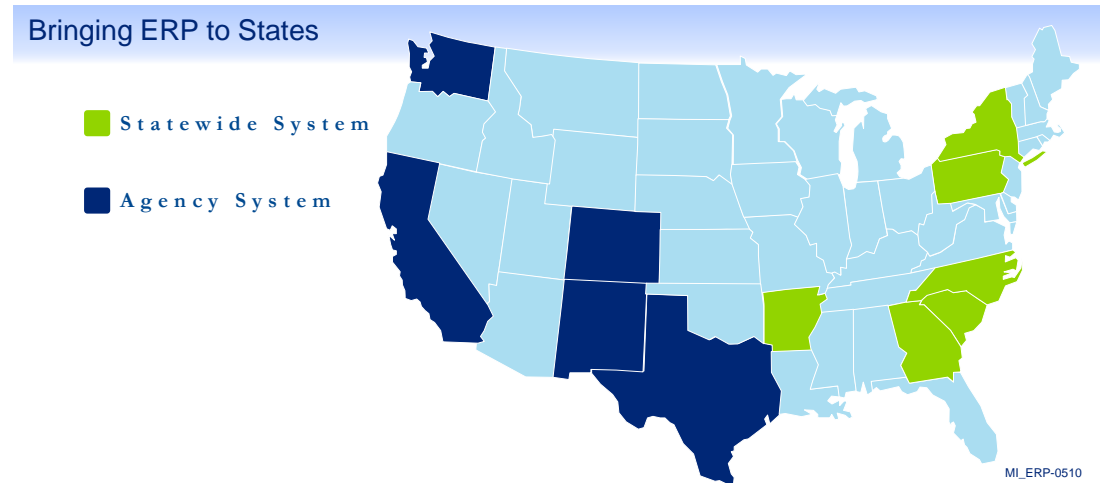 Bringing ERP to States
Statewide System
Agency System
MI_ERP-0510